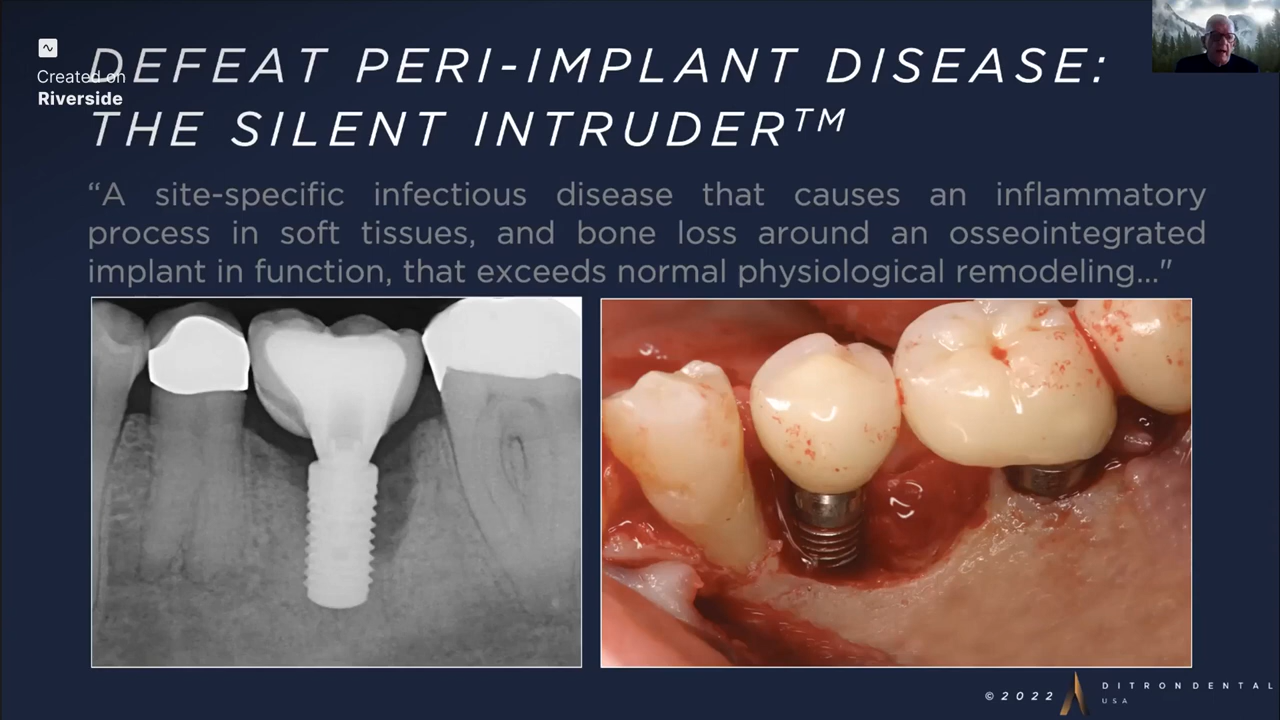 DEFEAT PERI-IMPLANT DISEASE:
THE SILENT INTRUDER™
Created on
Riverside
“A site-specific infectious disease that causes an inflammatory
process in soft tissues, and bone loss around an osseointegrated
implant in function, that exceeds normal physiological remodeling..."
©2022
DITRONDENTAL
USA